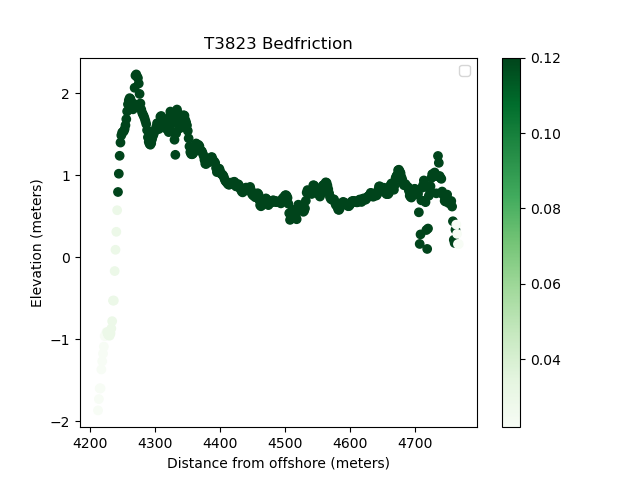 T3823 Bedfriction
Elevation (meters)
2
1
0
−1
−2
4200 4300 4400 4500 4600 4700
Distance from offshore (meters)
0.12
0.10
0.08
0.06
0.04